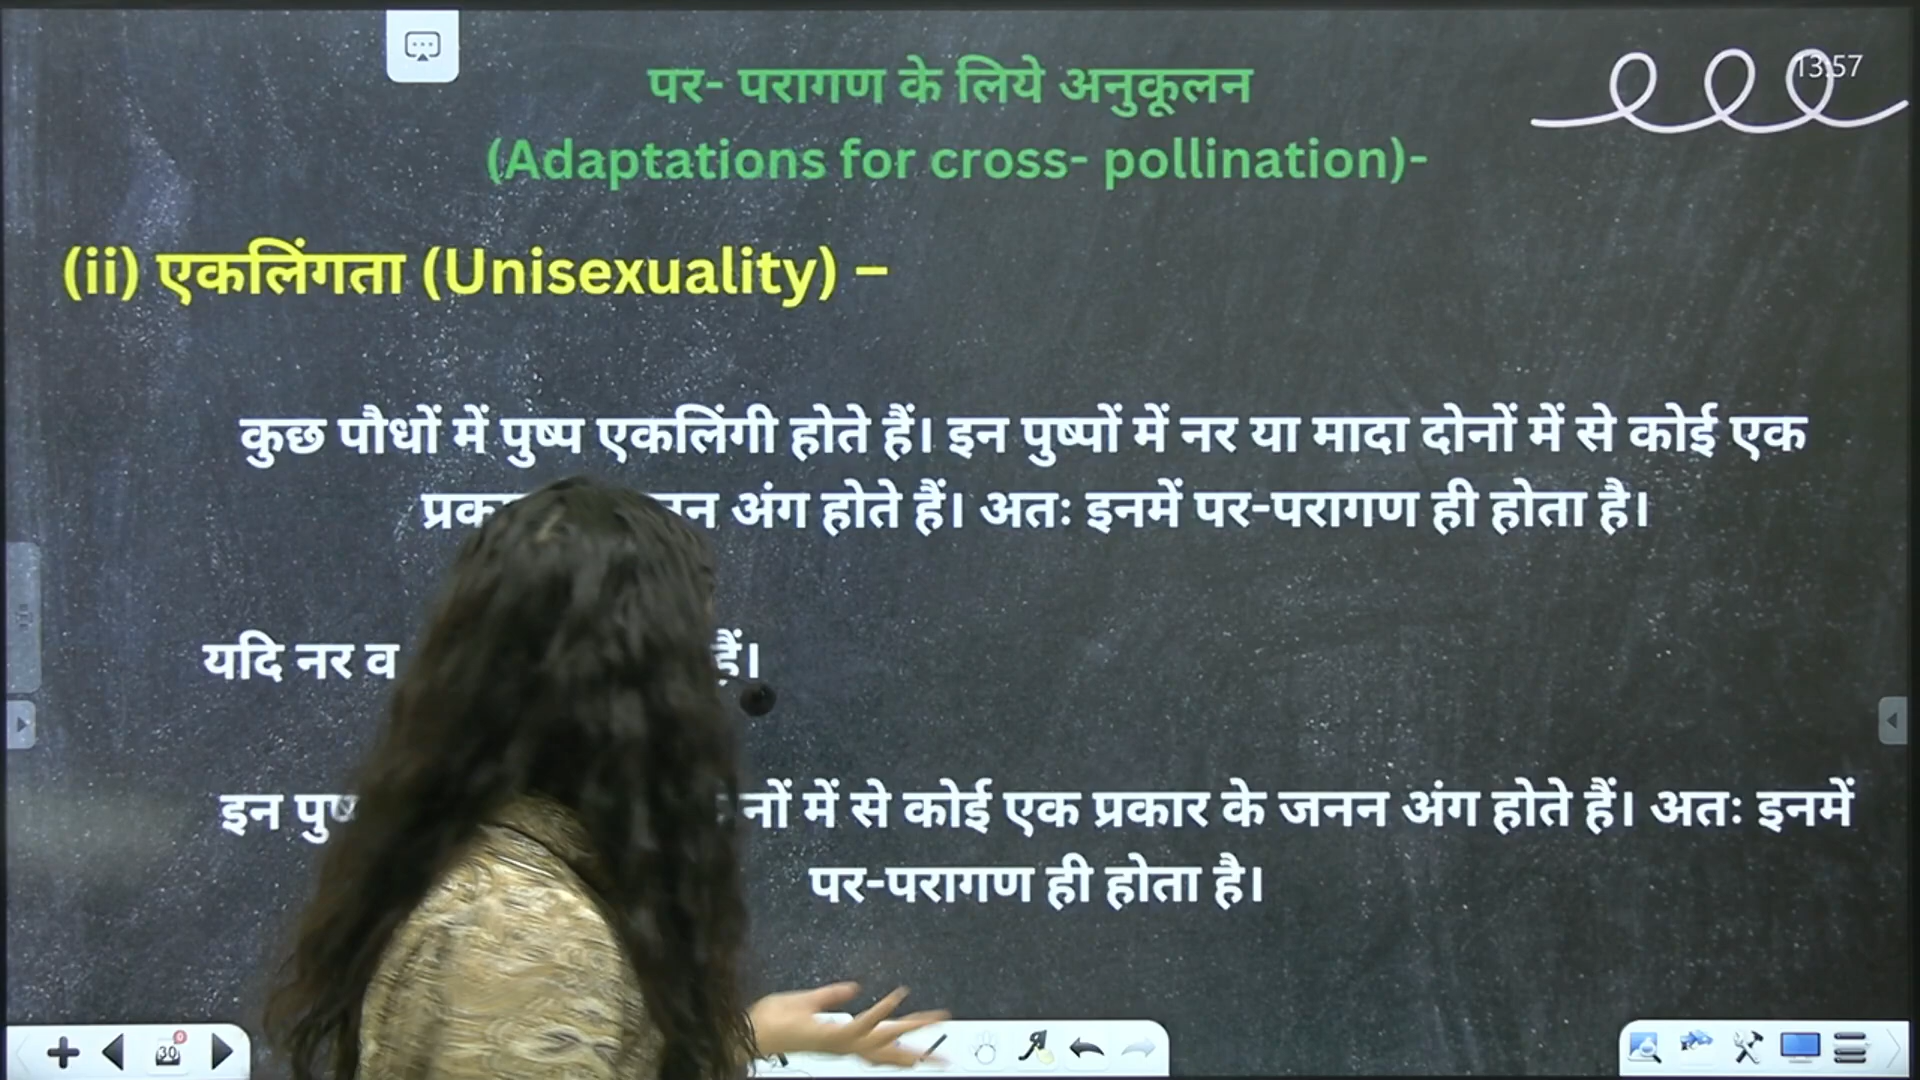 13:57
पर- परागण के लिये अनुकूलन
(Adaptations for cross- pollination)-
(ii) एकलिंगता (Unisexuality) –
कुछ पौधों में पुष्प एकलिंगी होते हैं। इन पुष्पों में नर या मादा दोनों में से कोई एक
अंग होते हैं। अतः इनमें पर-परागण ही होता है।
यदि नर व हैं।
इन में से कोई एक प्रकार के जनन अंग होते हैं। अतः इनमें
पर-परागण ही होता है।
30